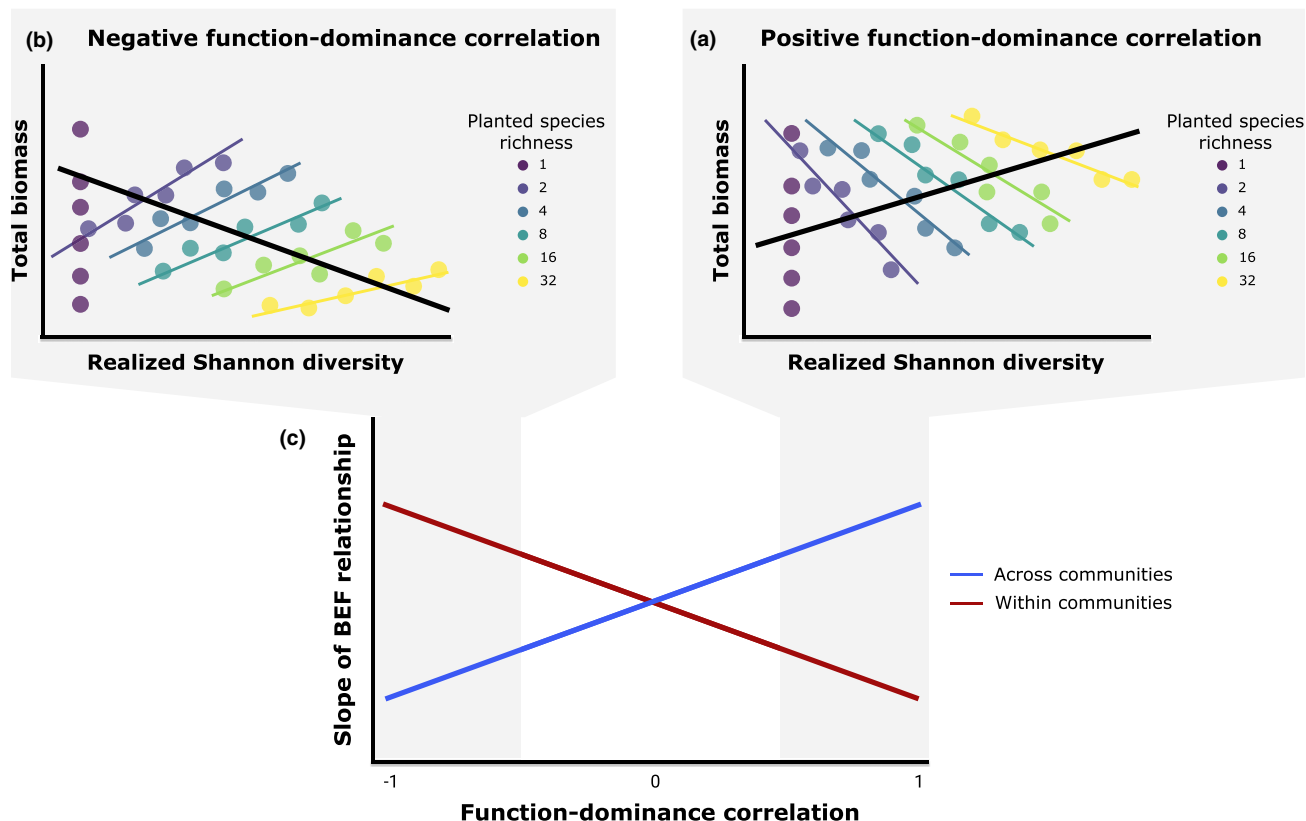 (b) Negative function-dominance correlation
Total biomass
Realized Shannon diversity
Planted species
richness
1
2
4
8
16
32
(a) Positive function-dominance correlation
Total biomass
Realized Shannon diversity
Planted species
richness
1
2
4
8
16
32
(c)
Slope of BEF relationship
-1 0 1
Function-dominance correlation
Across communities
Within communities